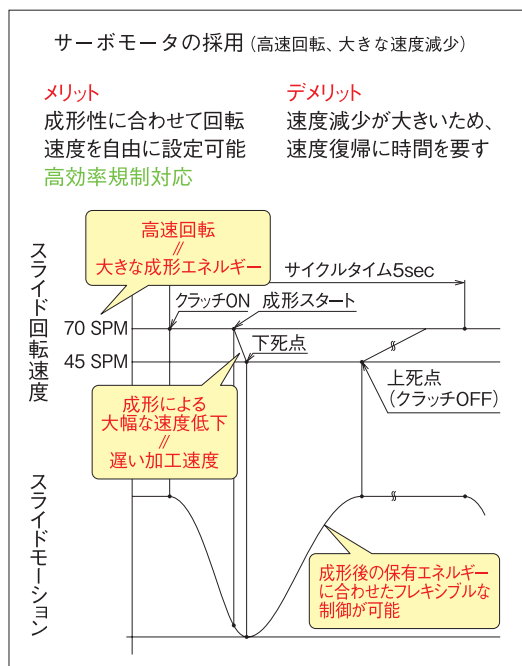 サーボモータの採用（高速回転、大きな速度減少）
メリット
成形性に合わせて回転
速度を自由に設定可能
高効率規制対応
デメリット
速度減少が大きいため、
速度復帰に時間を要す
高速回転
〃
大きな成形エネルギー
サイクルタイム5sec
クラッチON
成形スタート
スライド回転速度
70 SPM
下死点
45 SPM
上死点
（クラッチOFF）
成形による
大幅な速度低下
〃
遅い加工速度
スライドモーション
成形後の保有エネルギー
に合わせたフレキシブルな
制御が可能